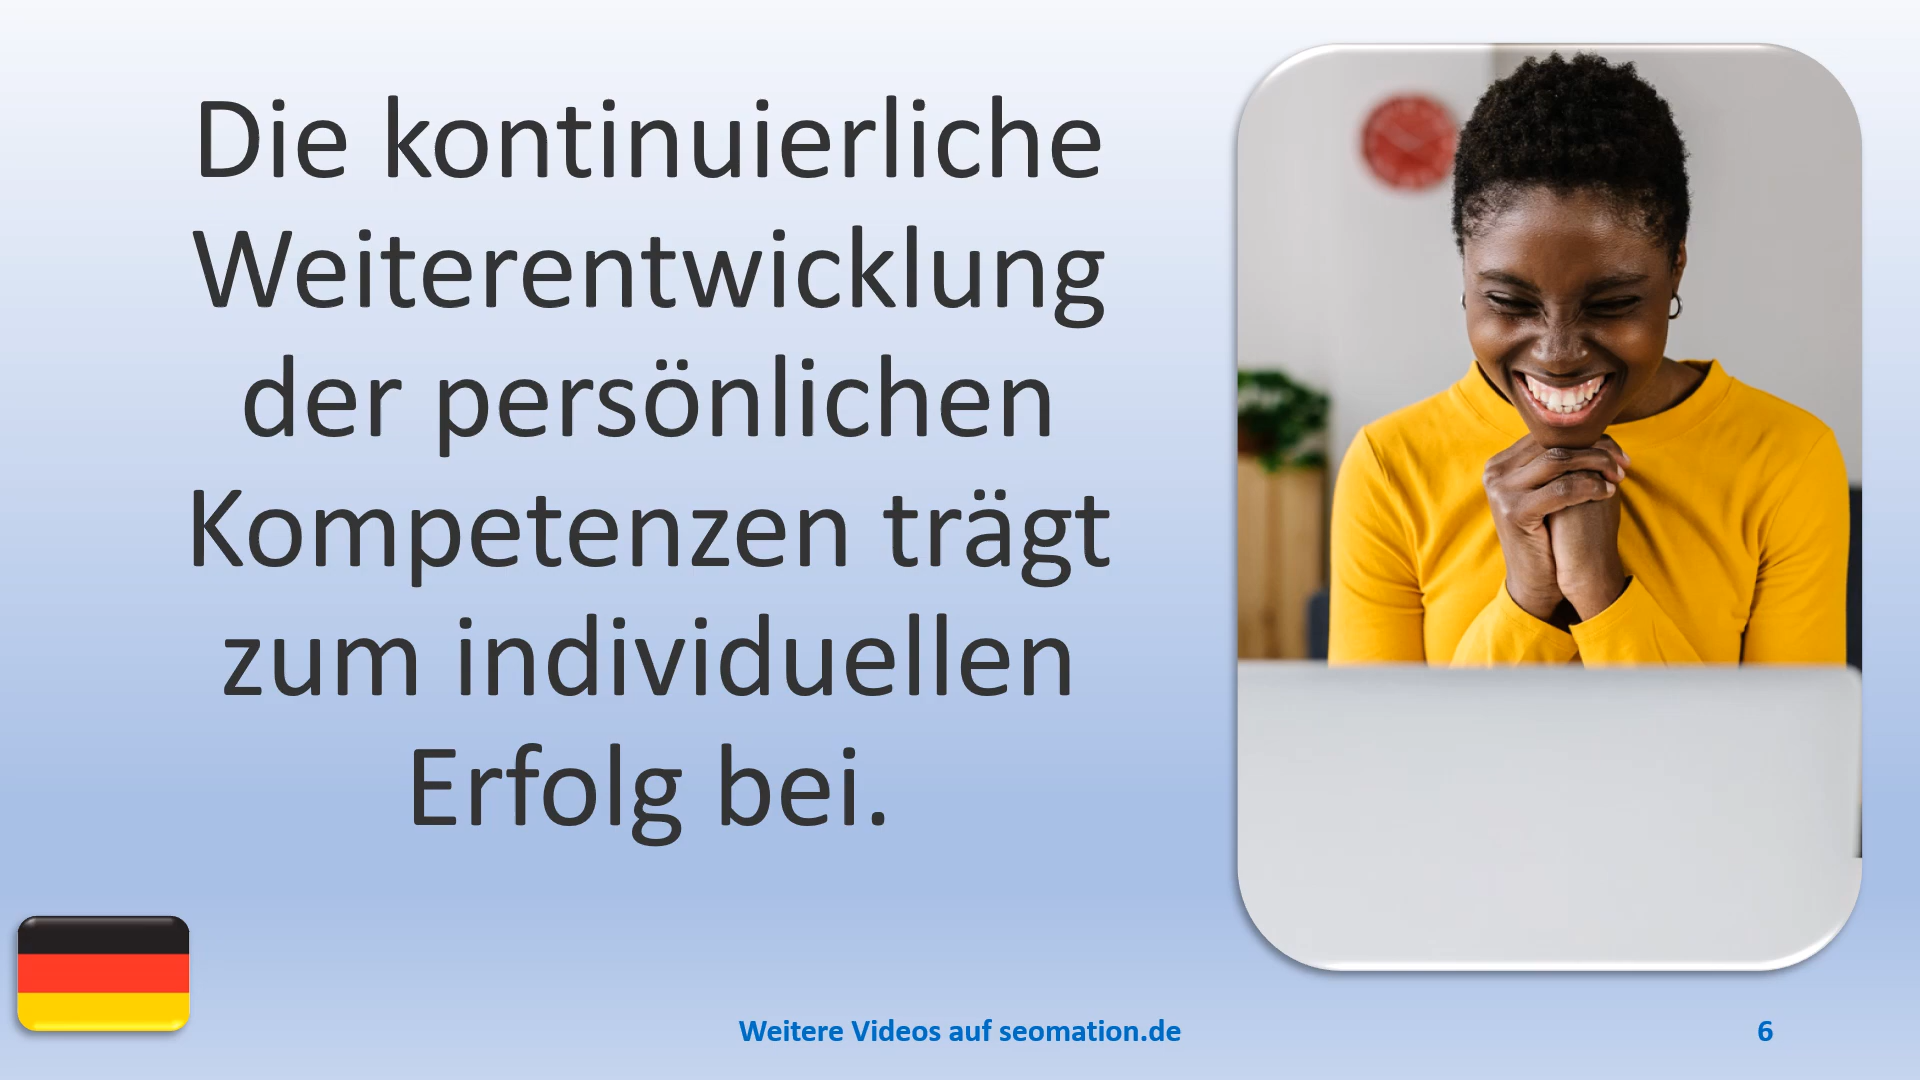 Die kontinuierliche
Weiterentwicklung
der persönlichen
Kompetenzen trägt
zum individuellen
Erfolg bei.
Weitere Videos auf seomation.de
6